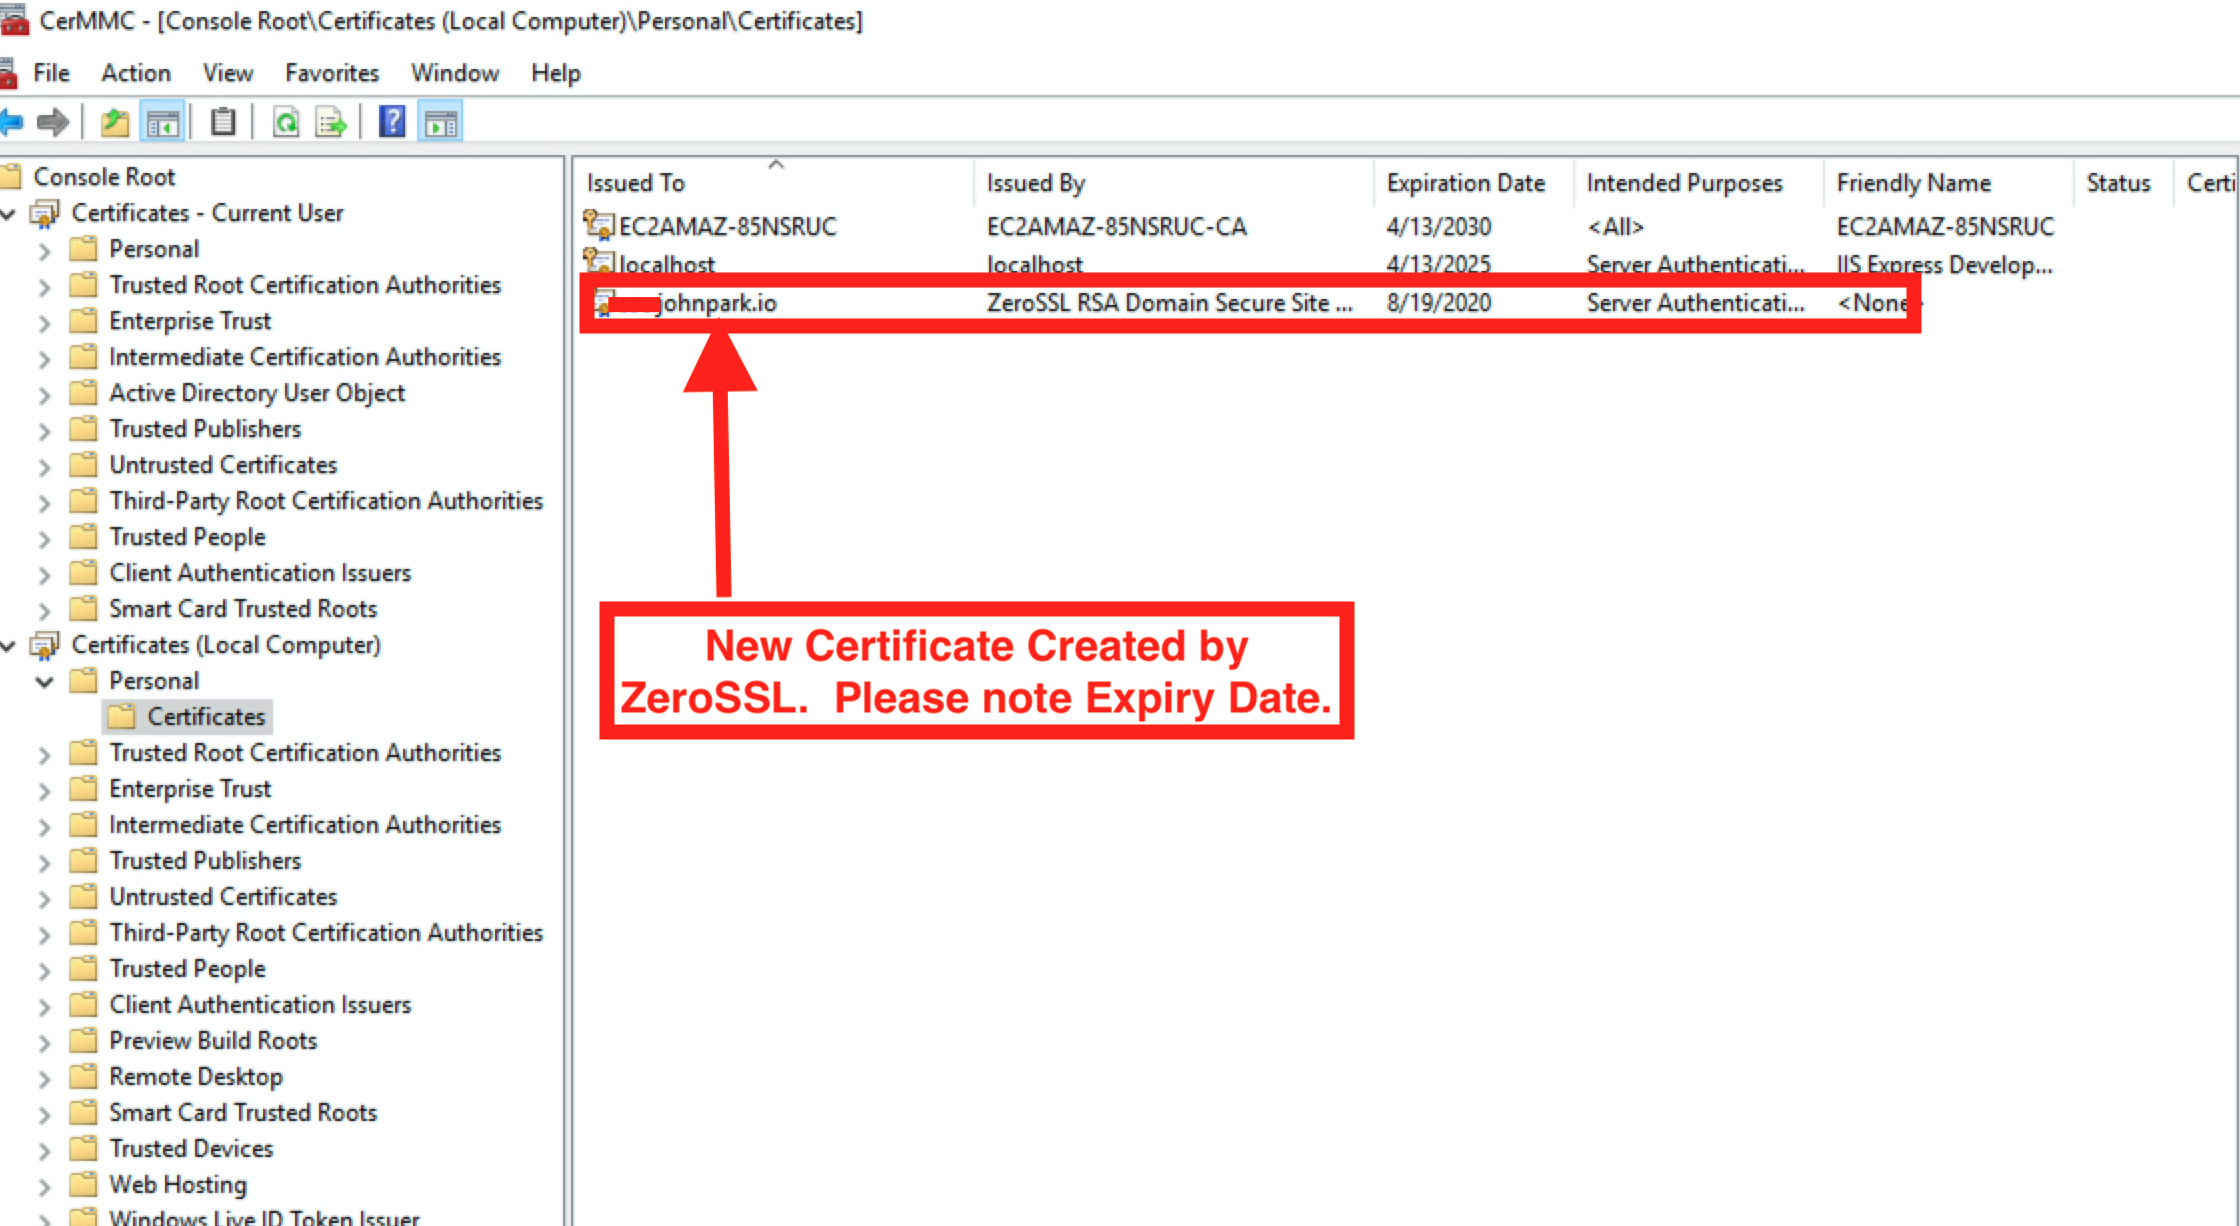 CerMMC - [Console Root\Certificates (Local Computer)\Personal\Certificates]
File Action View Favorites Window Help
Console Root
Certificates - Current User
Personal
Trusted Root Certification Authorities
Enterprise Trust
Intermediate Certification Authorities
Active Directory User Object
Trusted Publishers
Untrusted Certificates
Third-Party Root Certification Authorities
Trusted People
Client Authentication Issuers
Smart Card Trusted Roots
Certificates (Local Computer)
Personal
Certificates
Trusted Root Certification Authorities
Enterprise Trust
Intermediate Certification Authorities
Trusted Publishers
Untrusted Certificates
Third-Party Root Certification Authorities
Trusted People
Client Authentication Issuers
Preview Build Roots
Remote Desktop
Smart Card Trusted Roots
Trusted Devices
Web Hosting
Windows Live ID Token Issuer
Issued To Issued By Expiration Date Intended Purposes Friendly Name Status Certi
EC2AMAZ-85NSRUC EC2AMAZ-85NSRUC-CA 4/13/2030 <All> EC2AMAZ-85NSRUC
localhost localhost 4/13/2025 Server Authenticati... IIS Express Develop...
johnpark.io ZeroSSL RSA Domain Secure Site ... 8/19/2020 Server Authenticati... <None>
New Certificate Created by
ZeroSSL. Please note Expiry Date.